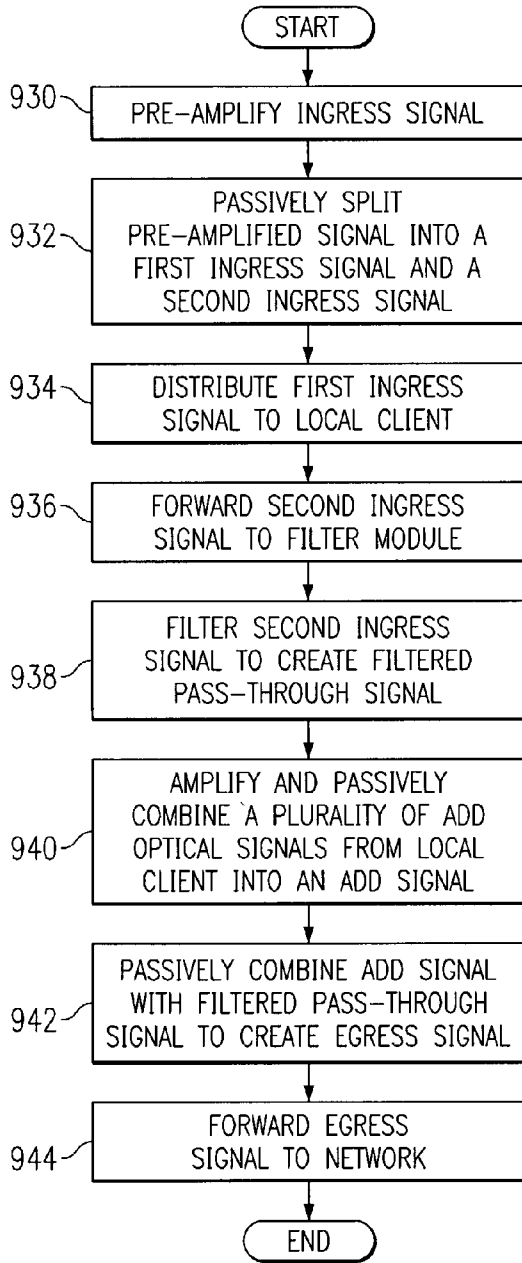 START
930
PRE-AMPLIFY INGRESS SIGNAL
932
PASSIVELY SPLIT
PRE-AMPLIFIED SIGNAL INTO A
FIRST INGRESS SIGNAL AND A
SECOND INGRESS SIGNAL
934
DISTRIBUTE FIRST INGRESS
SIGNAL TO LOCAL CLIENT
936
FORWARD SECOND INGRESS
SIGNAL TO FILTER MODULE
938
FILTER SECOND INGRESS
SIGNAL TO CREATE FILTERED
PASS-THROUGH SIGNAL
940
AMPLIFY AND PASSIVELY
COMBINE A PLURALITY OF ADD
OPTICAL SIGNALS FROM LOCAL
CLIENT INTO AN ADD SIGNAL
942
PASSIVELY COMBINE ADD SIGNAL
WITH FILTERED PASS-THROUGH
SIGNAL TO CREATE EGRESS SIGNAL
944
FORWARD EGRESS
SIGNAL TO NETWORK
END